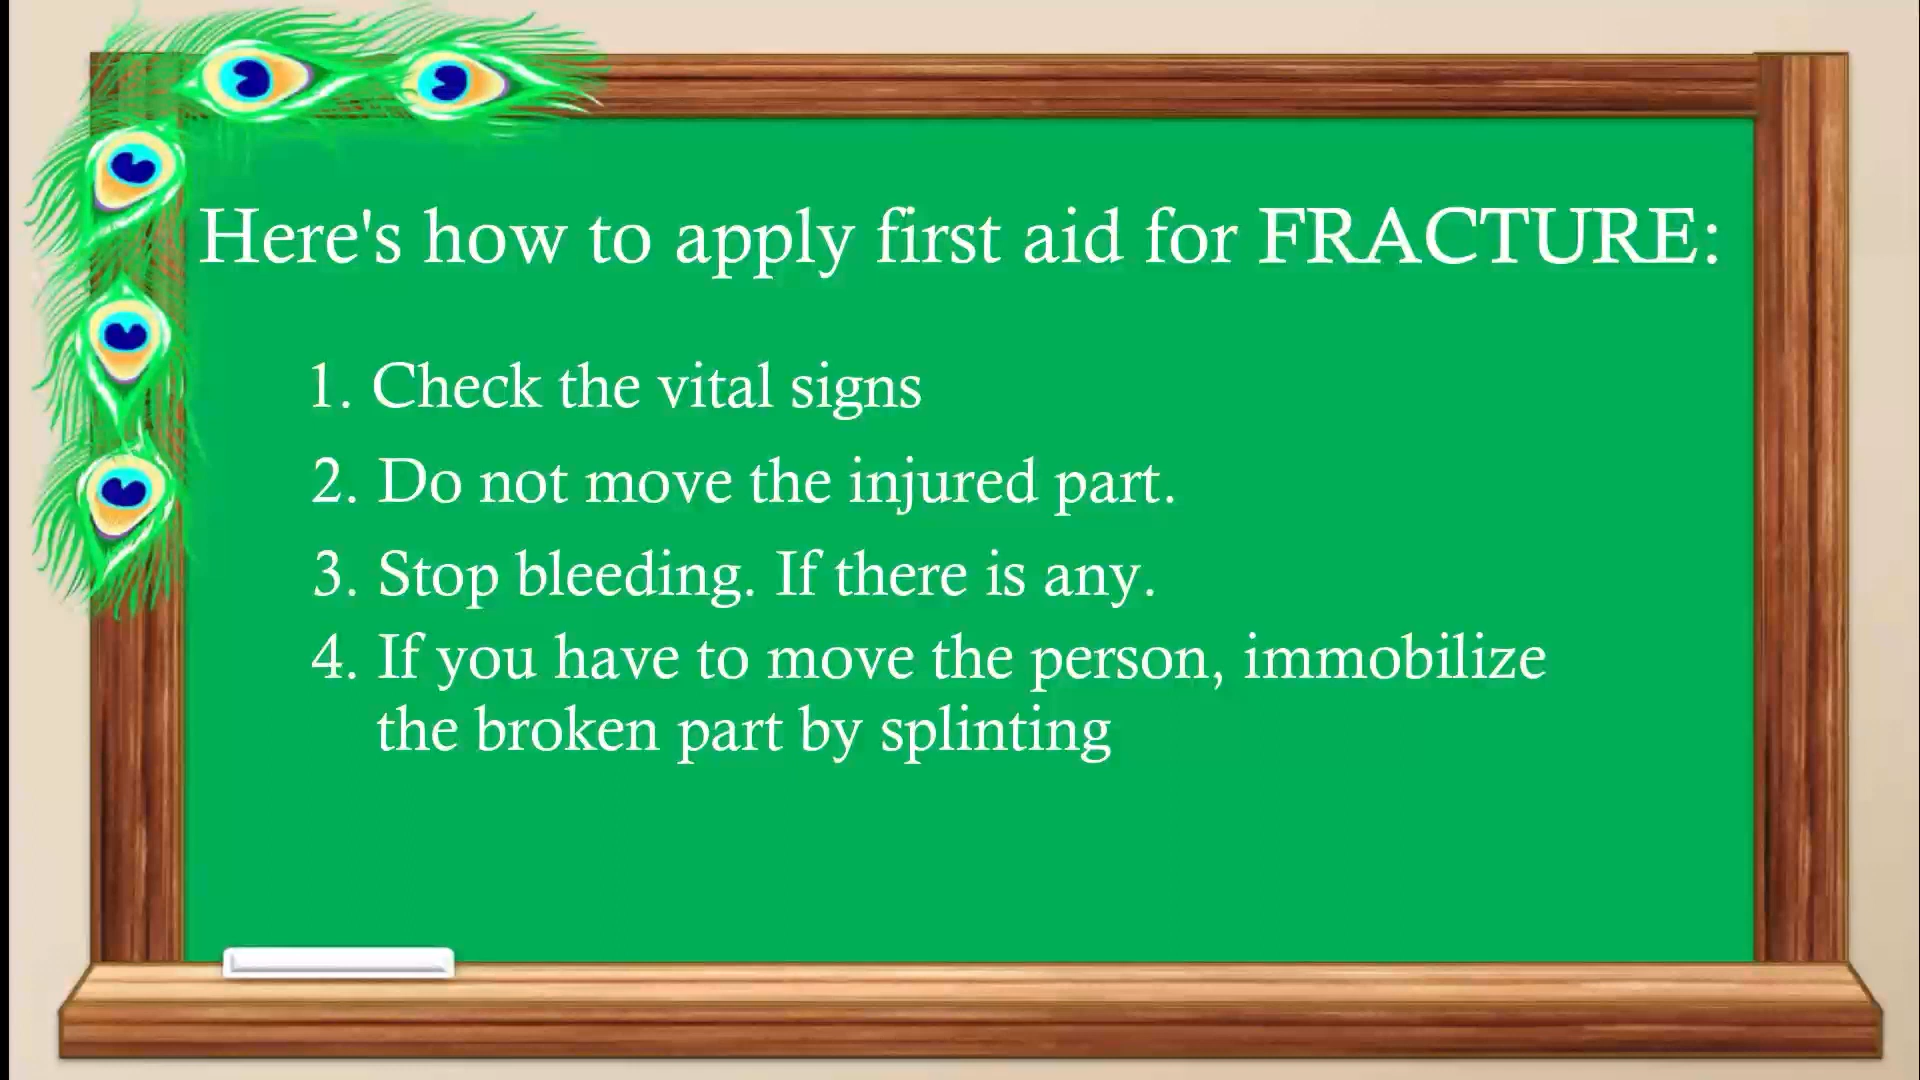 Here's how to apply first aid for FRACTURE:
1. Check the vital signs
2. Do not move the injured part.
3. Stop bleeding. If there is any.
4. If you have to move the person, immobilize
the broken part by splinting